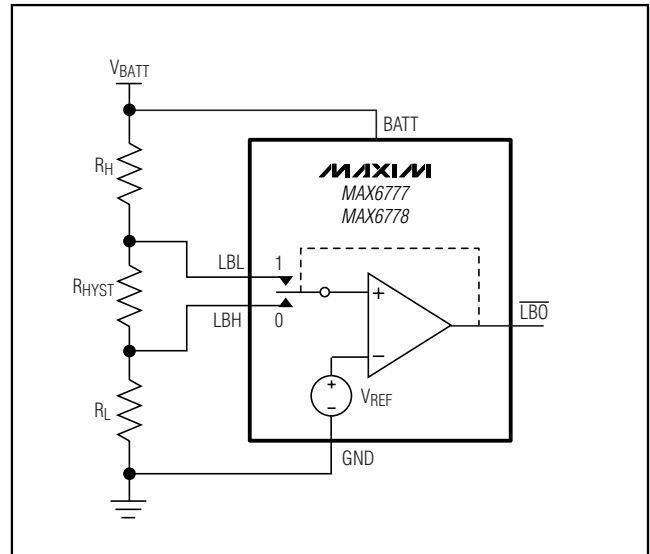 VBATT
BATT
RH
MAXIM
MAX6777
MAX6778
LBL
1
RHYST
+
LBO
LBH
0
−
+
−
VREF
RL
GND